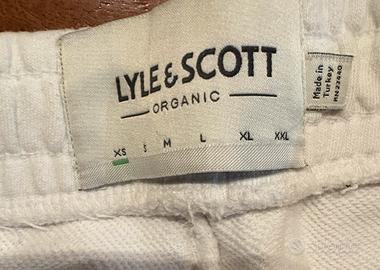 LYLE & SCOTT
ORGANIC
XS S M L XL XXL
Made in
Turkey